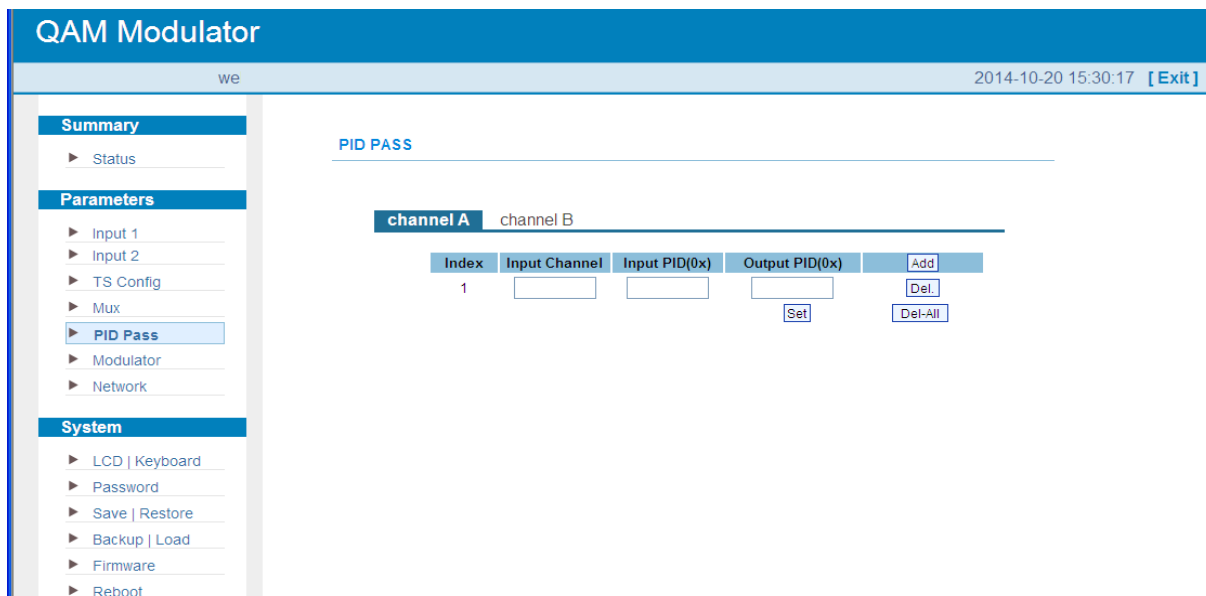 QAM Modulator
we 2014-10-20 15:30:17 [Exit]
Summary
Status
Parameters
Input 1
Input 2
TS Config
Mux
PID Pass
Modulator
Network
System
LCD | Keyboard
Password
Save | Restore
Backup | Load
Firmware
Reboot
PID PASS
channel A channel B
Index Input Channel Input PID(0x) Output PID(0x) Add
1 Del.
Set Del-All